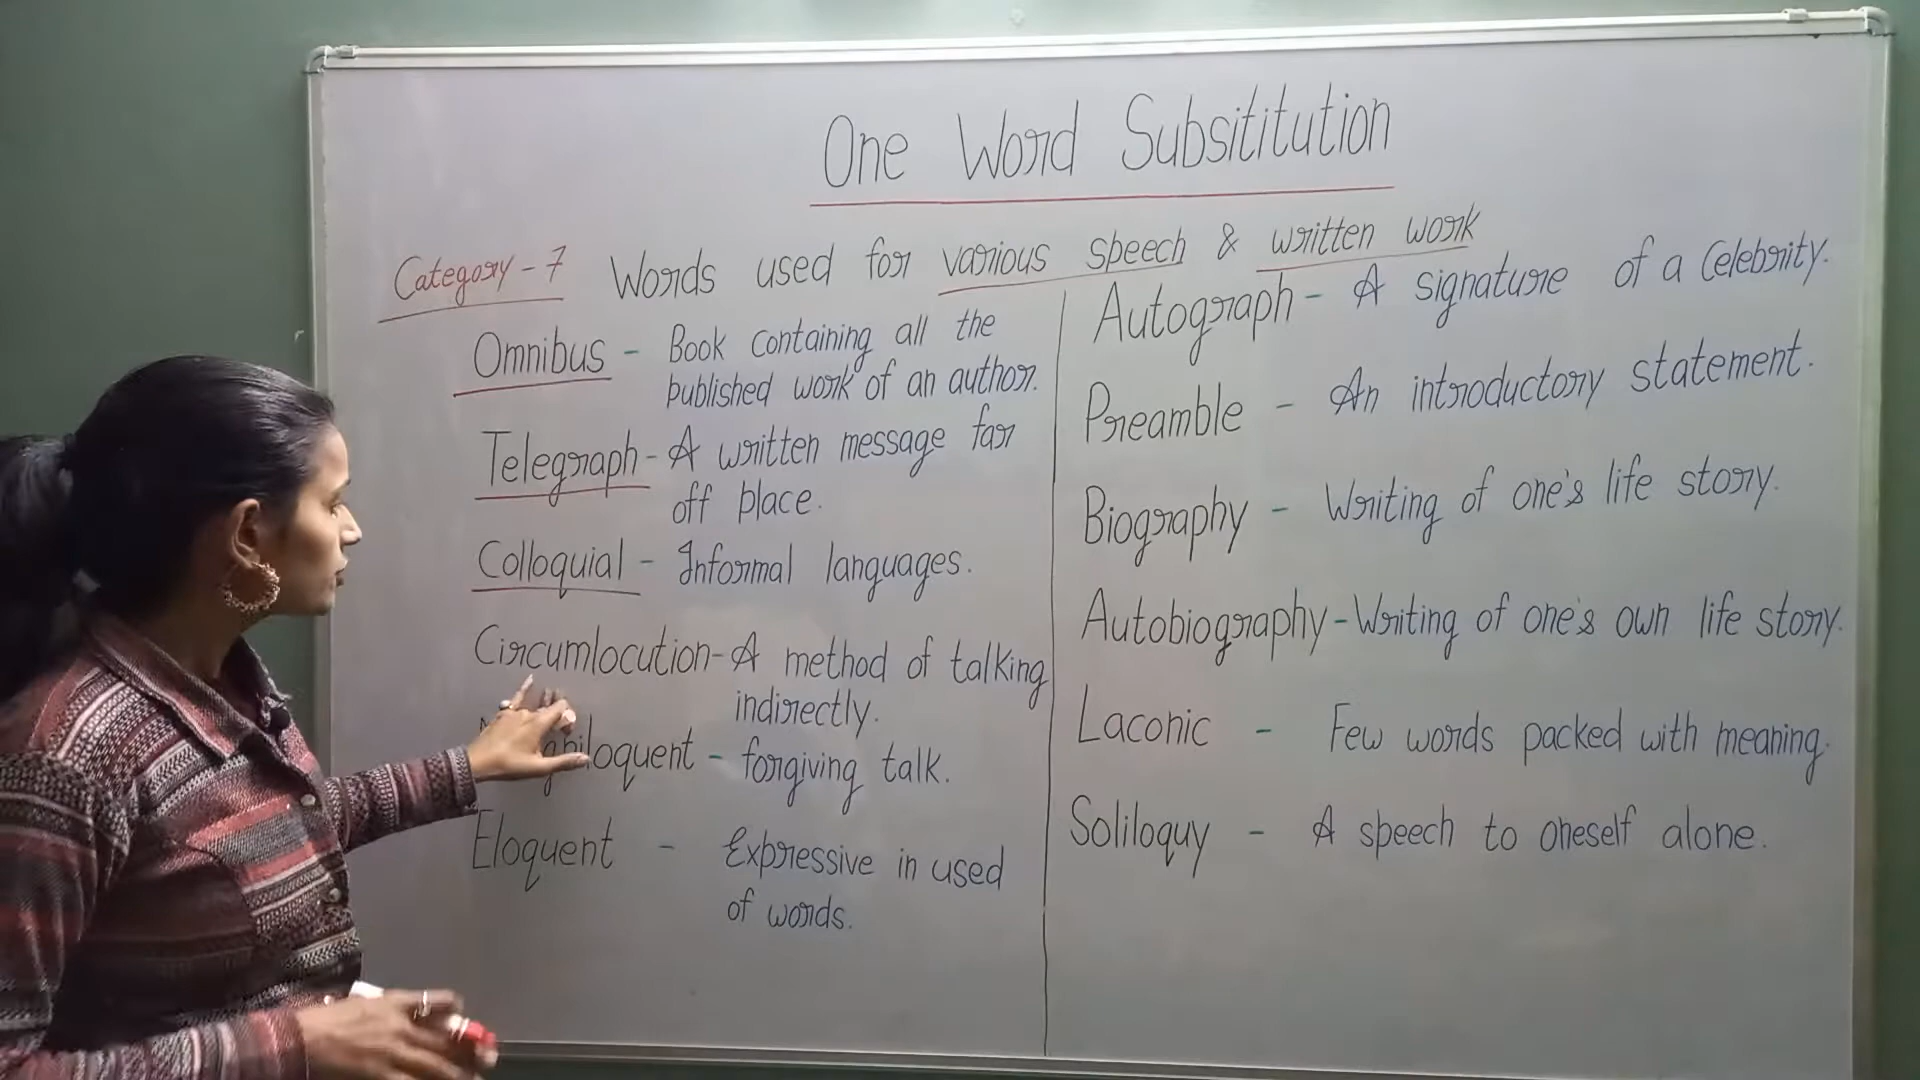 One Word Subsititution
Category - 7 Words used for various speech & written work
Omnibus - Book containing all the
published work of an author.
Telegraph - A written message far
off place.
Colloquial - Informal languages.
Circumlocution - A method of talking
indirectly.
- forgiving talk.
Eloquent - Expressive in used
of words.
Autograph - A signature of a Celebrity.
Preamble - An introductory statement.
Biography - Writing of one's life story.
Autobiography - Writing of one's own life story.
Laconic - Few words packed with meaning.
Soliloquy - A speech to oneself alone.